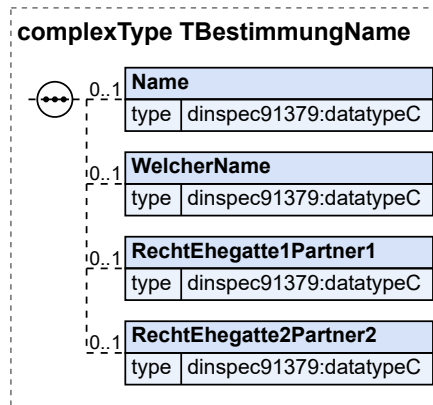 complexType TBestimmungName
0..1 Name
type dinspec91379:datatypeC
0..1 WelcherName
type dinspec91379:datatypeC
0..1 RechtEhegatte1Partner1
type dinspec91379:datatypeC
0..1 RechtEhegatte2Partner2
type dinspec91379:datatypeC